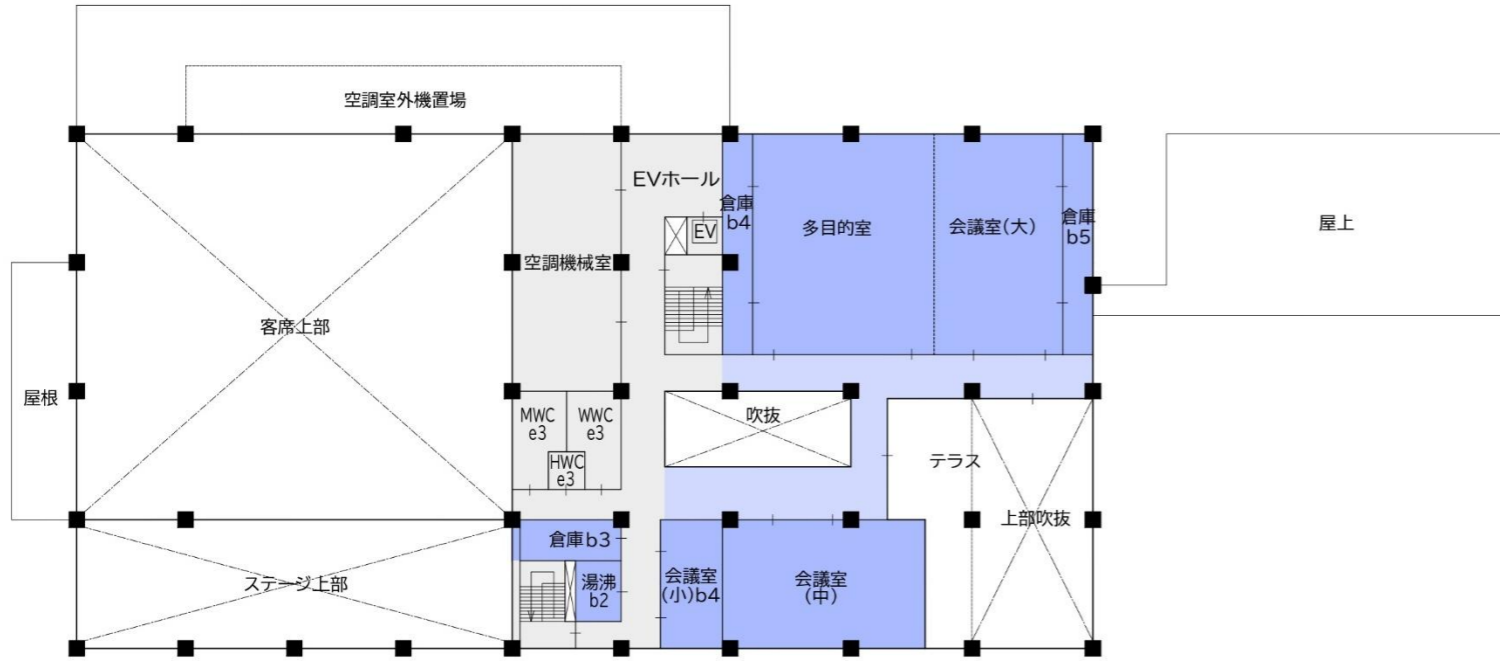 空調室外機置場
EVホール
倉庫
b4
EV
多目的室
会議室(大)
倉庫
b5
屋上
空調機械室
客席上部
屋根
MWC
e3
WWC
e3
HWC
e3
吹抜
テラス
上部吹抜
倉庫b3
湯沸
b2
ステージ上部
会議室
(小)b4
会議室
(中)